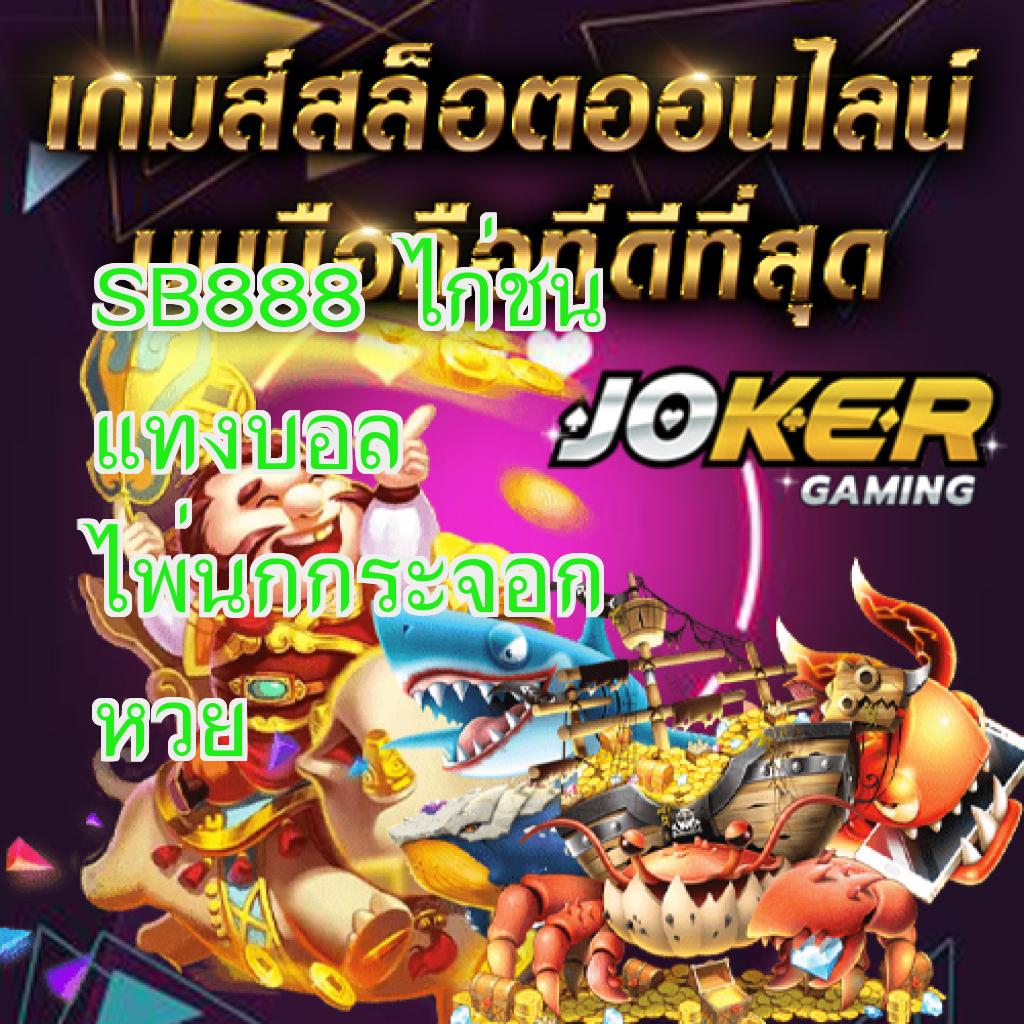 เกมส์สล็อตออนไลน์
บนมือถือที่ดีที่สุด
SB888 ไก่ชน
JOKER
GAMING
แทงบอล
ไพ่นกกระจอก
หวย